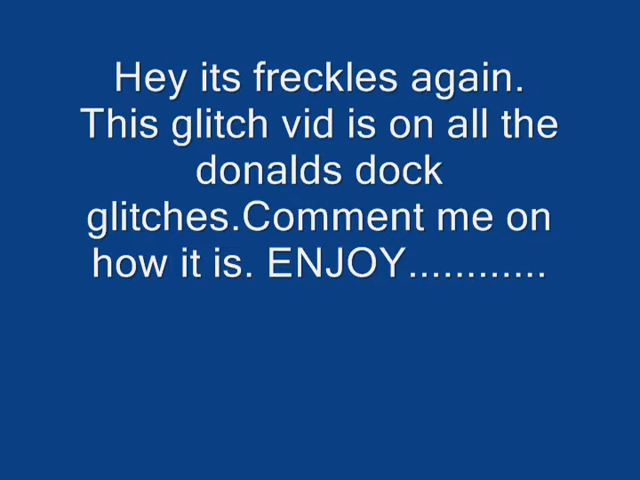 Hey its freckles again.
This glitch vid is on all the
donalds dock
glitches.Comment me on
how it is. ENJOY............